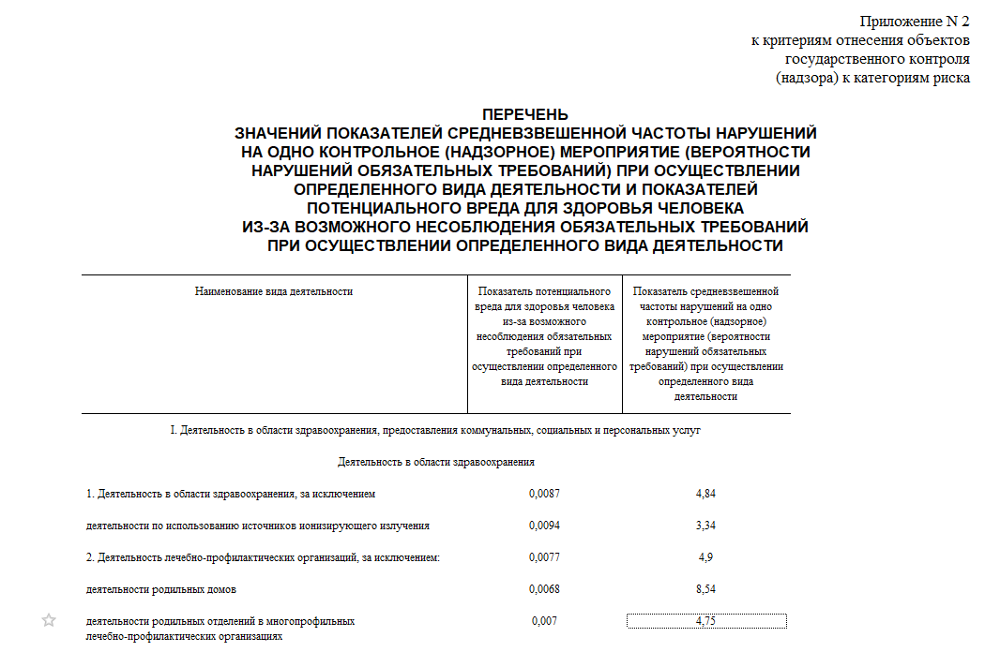 Приложение N 2
к критериям отнесения объектов
государственного контроля
(надзора) к категориям риска
ПЕРЕЧЕНЬ
ЗНАЧЕНИЙ ПОКАЗАТЕЛЕЙ СРЕДНЕВЗВЕШЕННОЙ ЧАСТОТЫ НАРУШЕНИЙ
НА ОДНО КОНТРОЛЬНОЕ (НАДЗОРНОЕ) МЕРОПРИЯТИЕ (ВЕРОЯТНОСТИ
НАРУШЕНИЙ ОБЯЗАТЕЛЬНЫХ ТРЕБОВАНИЙ) ПРИ ОСУЩЕСТВЛЕНИИ
ОПРЕДЕЛЕННОГО ВИДА ДЕЯТЕЛЬНОСТИ И ПОКАЗАТЕЛЕЙ
ПОТЕНЦИАЛЬНОГО ВРЕДА ДЛЯ ЗДОРОВЬЯ ЧЕЛОВЕКА
ИЗ-ЗА ВОЗМОЖНОГО НЕСОБЛЮДЕНИЯ ОБЯЗАТЕЛЬНЫХ ТРЕБОВАНИЙ
ПРИ ОСУЩЕСТВЛЕНИИ ОПРЕДЕЛЕННОГО ВИДА ДЕЯТЕЛЬНОСТИ
Наименование вида деятельности
Показатель потенциального
вреда для здоровья человека
из-за возможного
несоблюдения обязательных
требований при
осуществлении определенного
вида деятельности
Показатель средневзвешенной
частоты нарушений на одно
контрольное (надзорное)
мероприятие (вероятности
нарушений обязательных
требований) при осуществлении
определенного вида
деятельности
I. Деятельность в области здравоохранения, предоставления коммунальных, социальных и персональных услуг
Деятельность в области здравоохранения
1. Деятельность в области здравоохранения, за исключением 0,0087 4,84
деятельности по использованию источников ионизирующего излучения 0,0094 3,34
2. Деятельность лечебно-профилактических организаций, за исключением: 0,0077 4,9
деятельности родильных домов 0,0068 8,54
деятельности родильных отделений в многопрофильных 0,007 4,75
лечебно-профилактических организациях